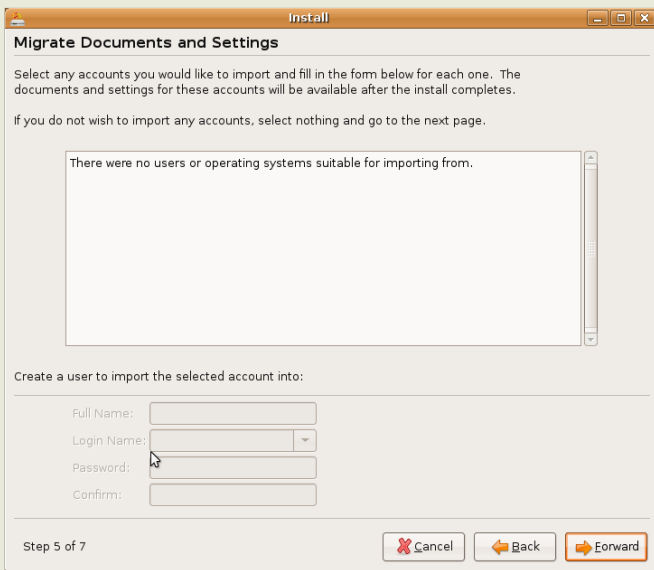 Install
Migrate Documents and Settings
Select any accounts you would like to import and fill in the form below for each one. The
documents and settings for these accounts will be available after the install completes.
If you do not wish to import any accounts, select nothing and go to the next page.
There were no users or operating systems suitable for importing from.
Create a user to import the selected account into:
Full Name:
Login Name:
Password:
Confirm:
Step 5 of 7
Cancel
Back
Forward